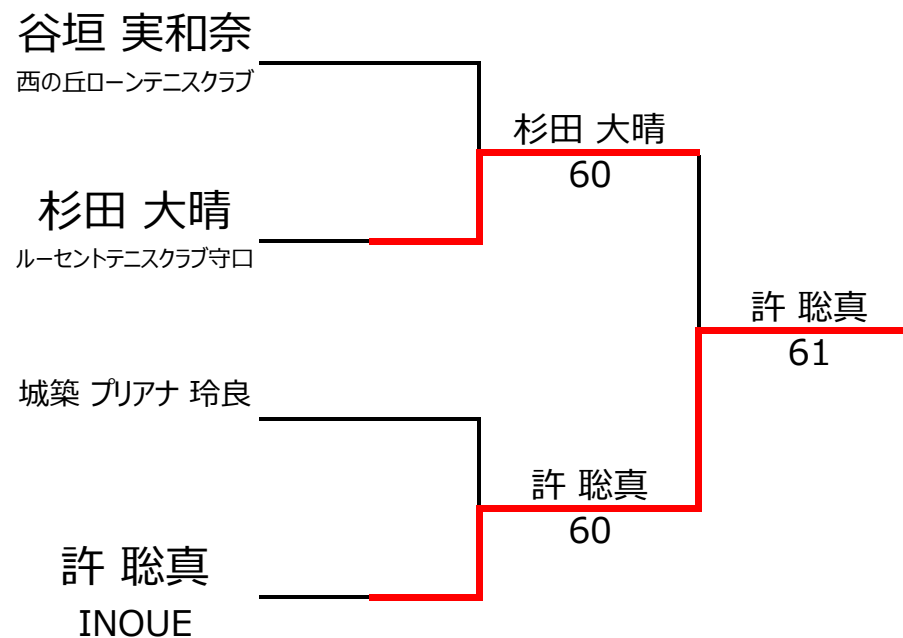 谷垣 実和奈
西の丘ローンテニスクラブ
杉田 大晴
60
杉田 大晴
ルーセントテニスクラブ守口
許 聡真
61
城築 プリアナ 玲良
許 聡真
60
許 聡真
INOUE